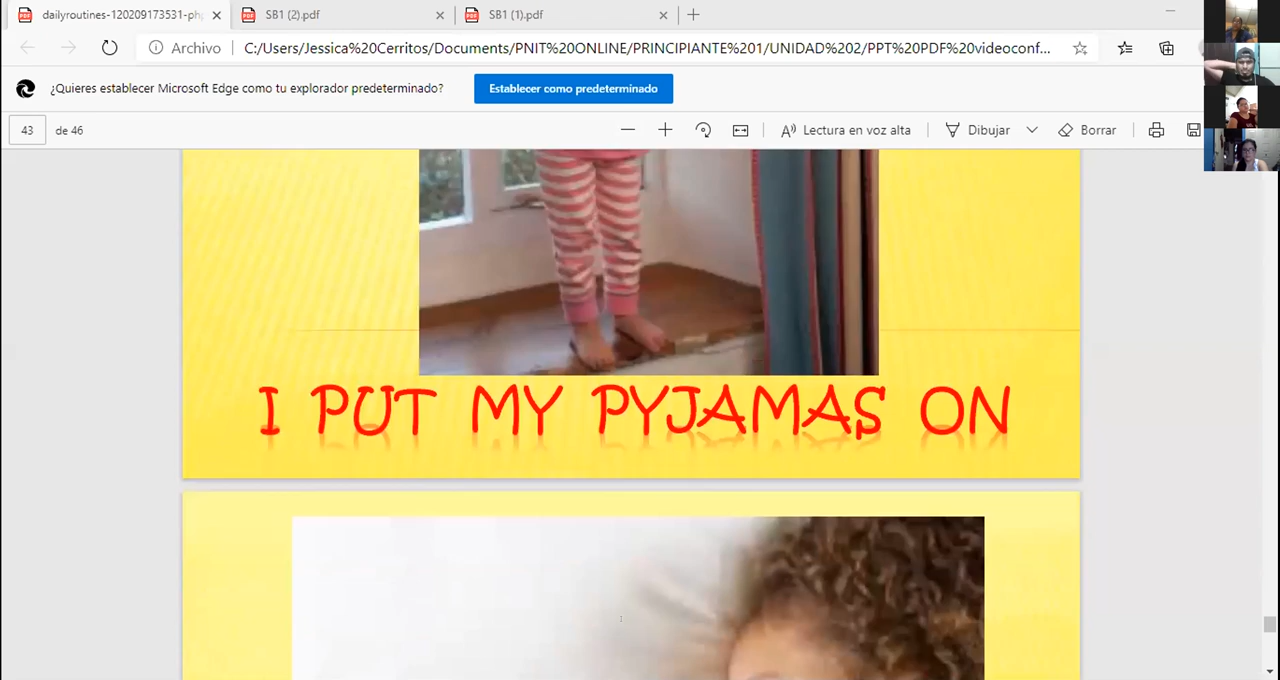 dailyroutines-120209173531-php
SB1 (2).pdf
SB1 (1).pdf
Archivo
C:/Users/Jessica%20Cerritos/Documents/PNIT%20ONLINE/PRINCIPIANTE%201/UNIDAD%202/PPT%20PDF%20videoconf...
¿Quieres establecer Microsoft Edge como tu explorador predeterminado?
Establecer como predeterminado
43 de 46
Lectura en voz alta
Dibujar
Borrar
I PUT MY PYJAMAS ON